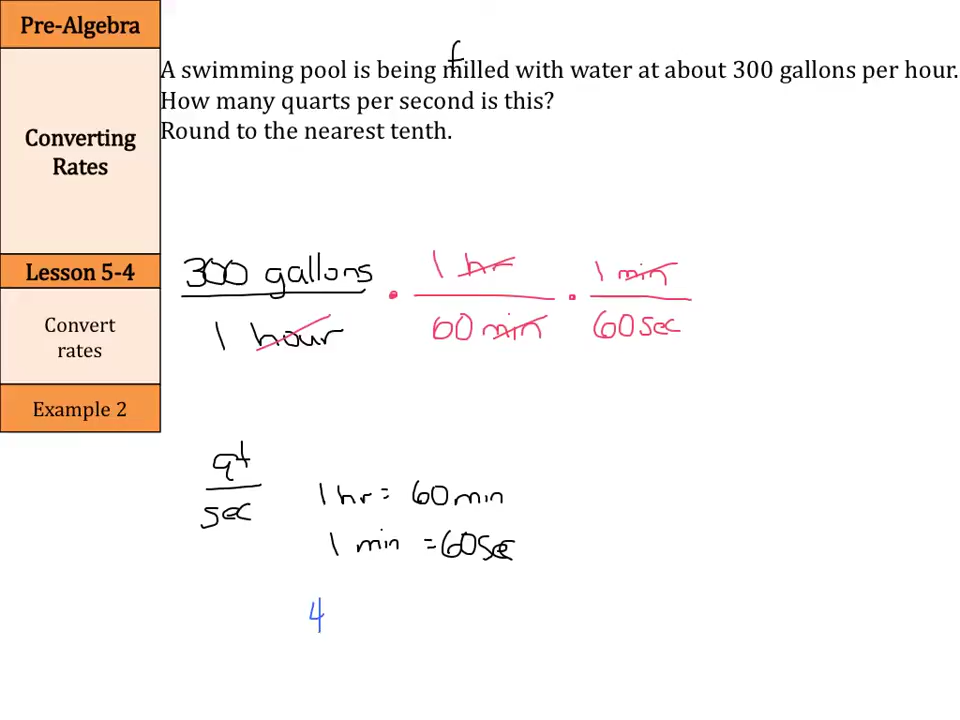 Pre-Algebra
Converting
Rates
Lesson 5-4
Convert
rates
Example 2
f
A swimming pool is being milled with water at about 300 gallons per hour.
How many quarts per second is this?
Round to the nearest tenth.
300 gallons • 1 hr • 1 min
1 hour 60 min 60 sec
qt
sec
1 hr = 60 min
1 min = 60 sec
4